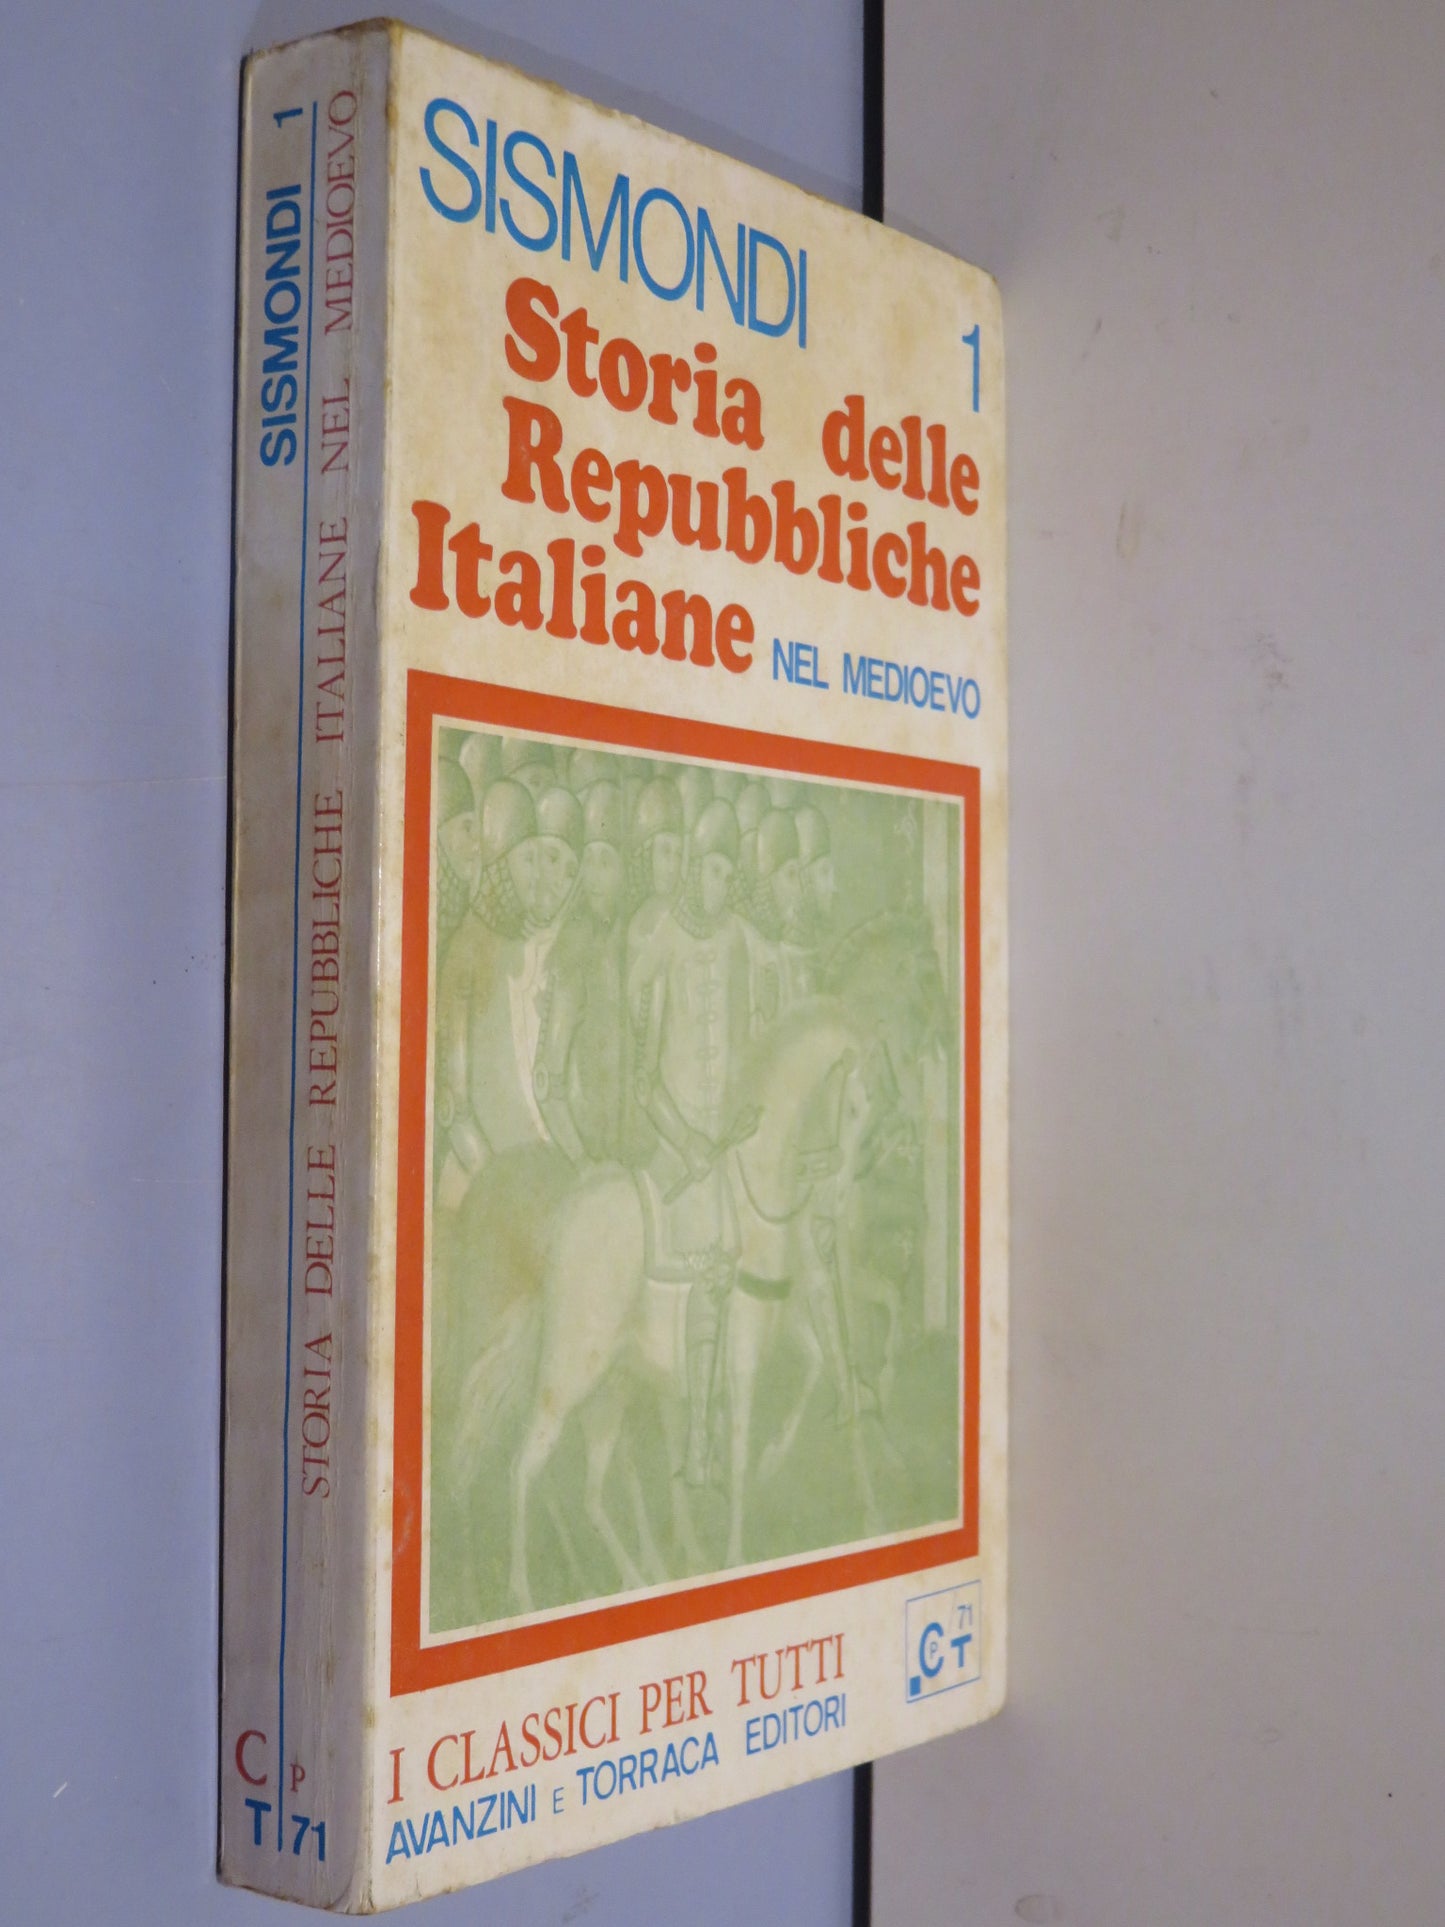 SISMONDI 1
STORIA DELLE REPUBBLICHE ITALIANE NEL MEDIOEVO
C P
T 71
SISMONDI
1
Storia delle
Repubbliche
Italiane NEL MEDIOEVO
I CLASSICI PER TUTTI
AVANZINI E TORRACA EDITORI
CPT/71